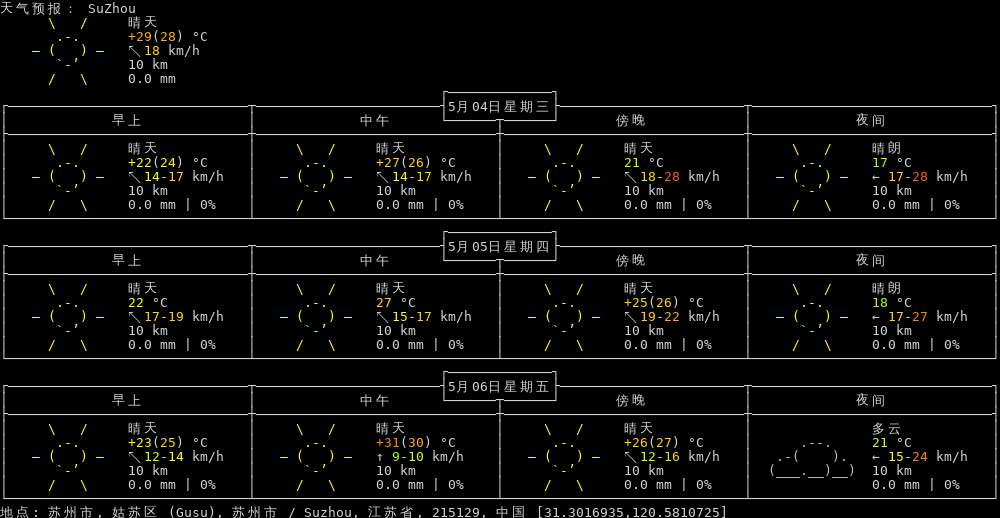 天气预报: SuZhou
晴天
+29(28) °C
↖ 18 km/h
10 km
0.0 mm
5月04日星期三
早上 中午 傍晚 夜间
晴天 晴天 晴天 晴朗
+22(24) °C +27(26) °C 21 °C 17 °C
↖ 14-17 km/h ↖ 14-17 km/h ↖ 18-28 km/h ← 17-28 km/h
10 km 10 km 10 km 10 km
0.0 mm | 0% 0.0 mm | 0% 0.0 mm | 0% 0.0 mm | 0%
5月05日星期四
早上 中午 傍晚 夜间
晴天 晴天 晴天 晴朗
22 °C 27 °C +25(26) °C 18 °C
↖ 17-19 km/h ↖ 15-17 km/h ↖ 19-22 km/h ← 17-27 km/h
10 km 10 km 10 km 10 km
0.0 mm | 0% 0.0 mm | 0% 0.0 mm | 0% 0.0 mm | 0%
5月06日星期五
早上 中午 傍晚 夜间
晴天 晴天 晴天 多云
+23(25) °C +31(30) °C +26(27) °C 21 °C
↖ 12-14 km/h ↑ 9-10 km/h ↖ 12-16 km/h ← 15-24 km/h
10 km 10 km 10 km 10 km
0.0 mm | 0% 0.0 mm | 0% 0.0 mm | 0% 0.0 mm | 0%
地点: 苏州市, 姑苏区 (Gusu), 苏州市 / Suzhou, 江苏省, 215129, 中国 [31.3016935,120.5810725]